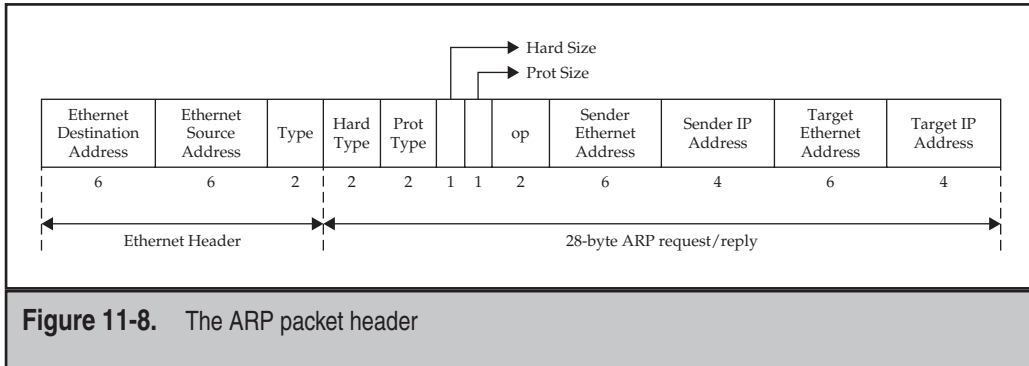 Hard Size
Prot Size
Ethernet Destination Address
Ethernet Source Address
Type
Hard Type
Prot Type
op
Sender Ethernet Address
Sender IP Address
Target Ethernet Address
Target IP Address
6 6 2 2 2 1 1 2 6 4 6 4
Ethernet Header
28-byte ARP request/reply
Figure 11-8. The ARP packet header